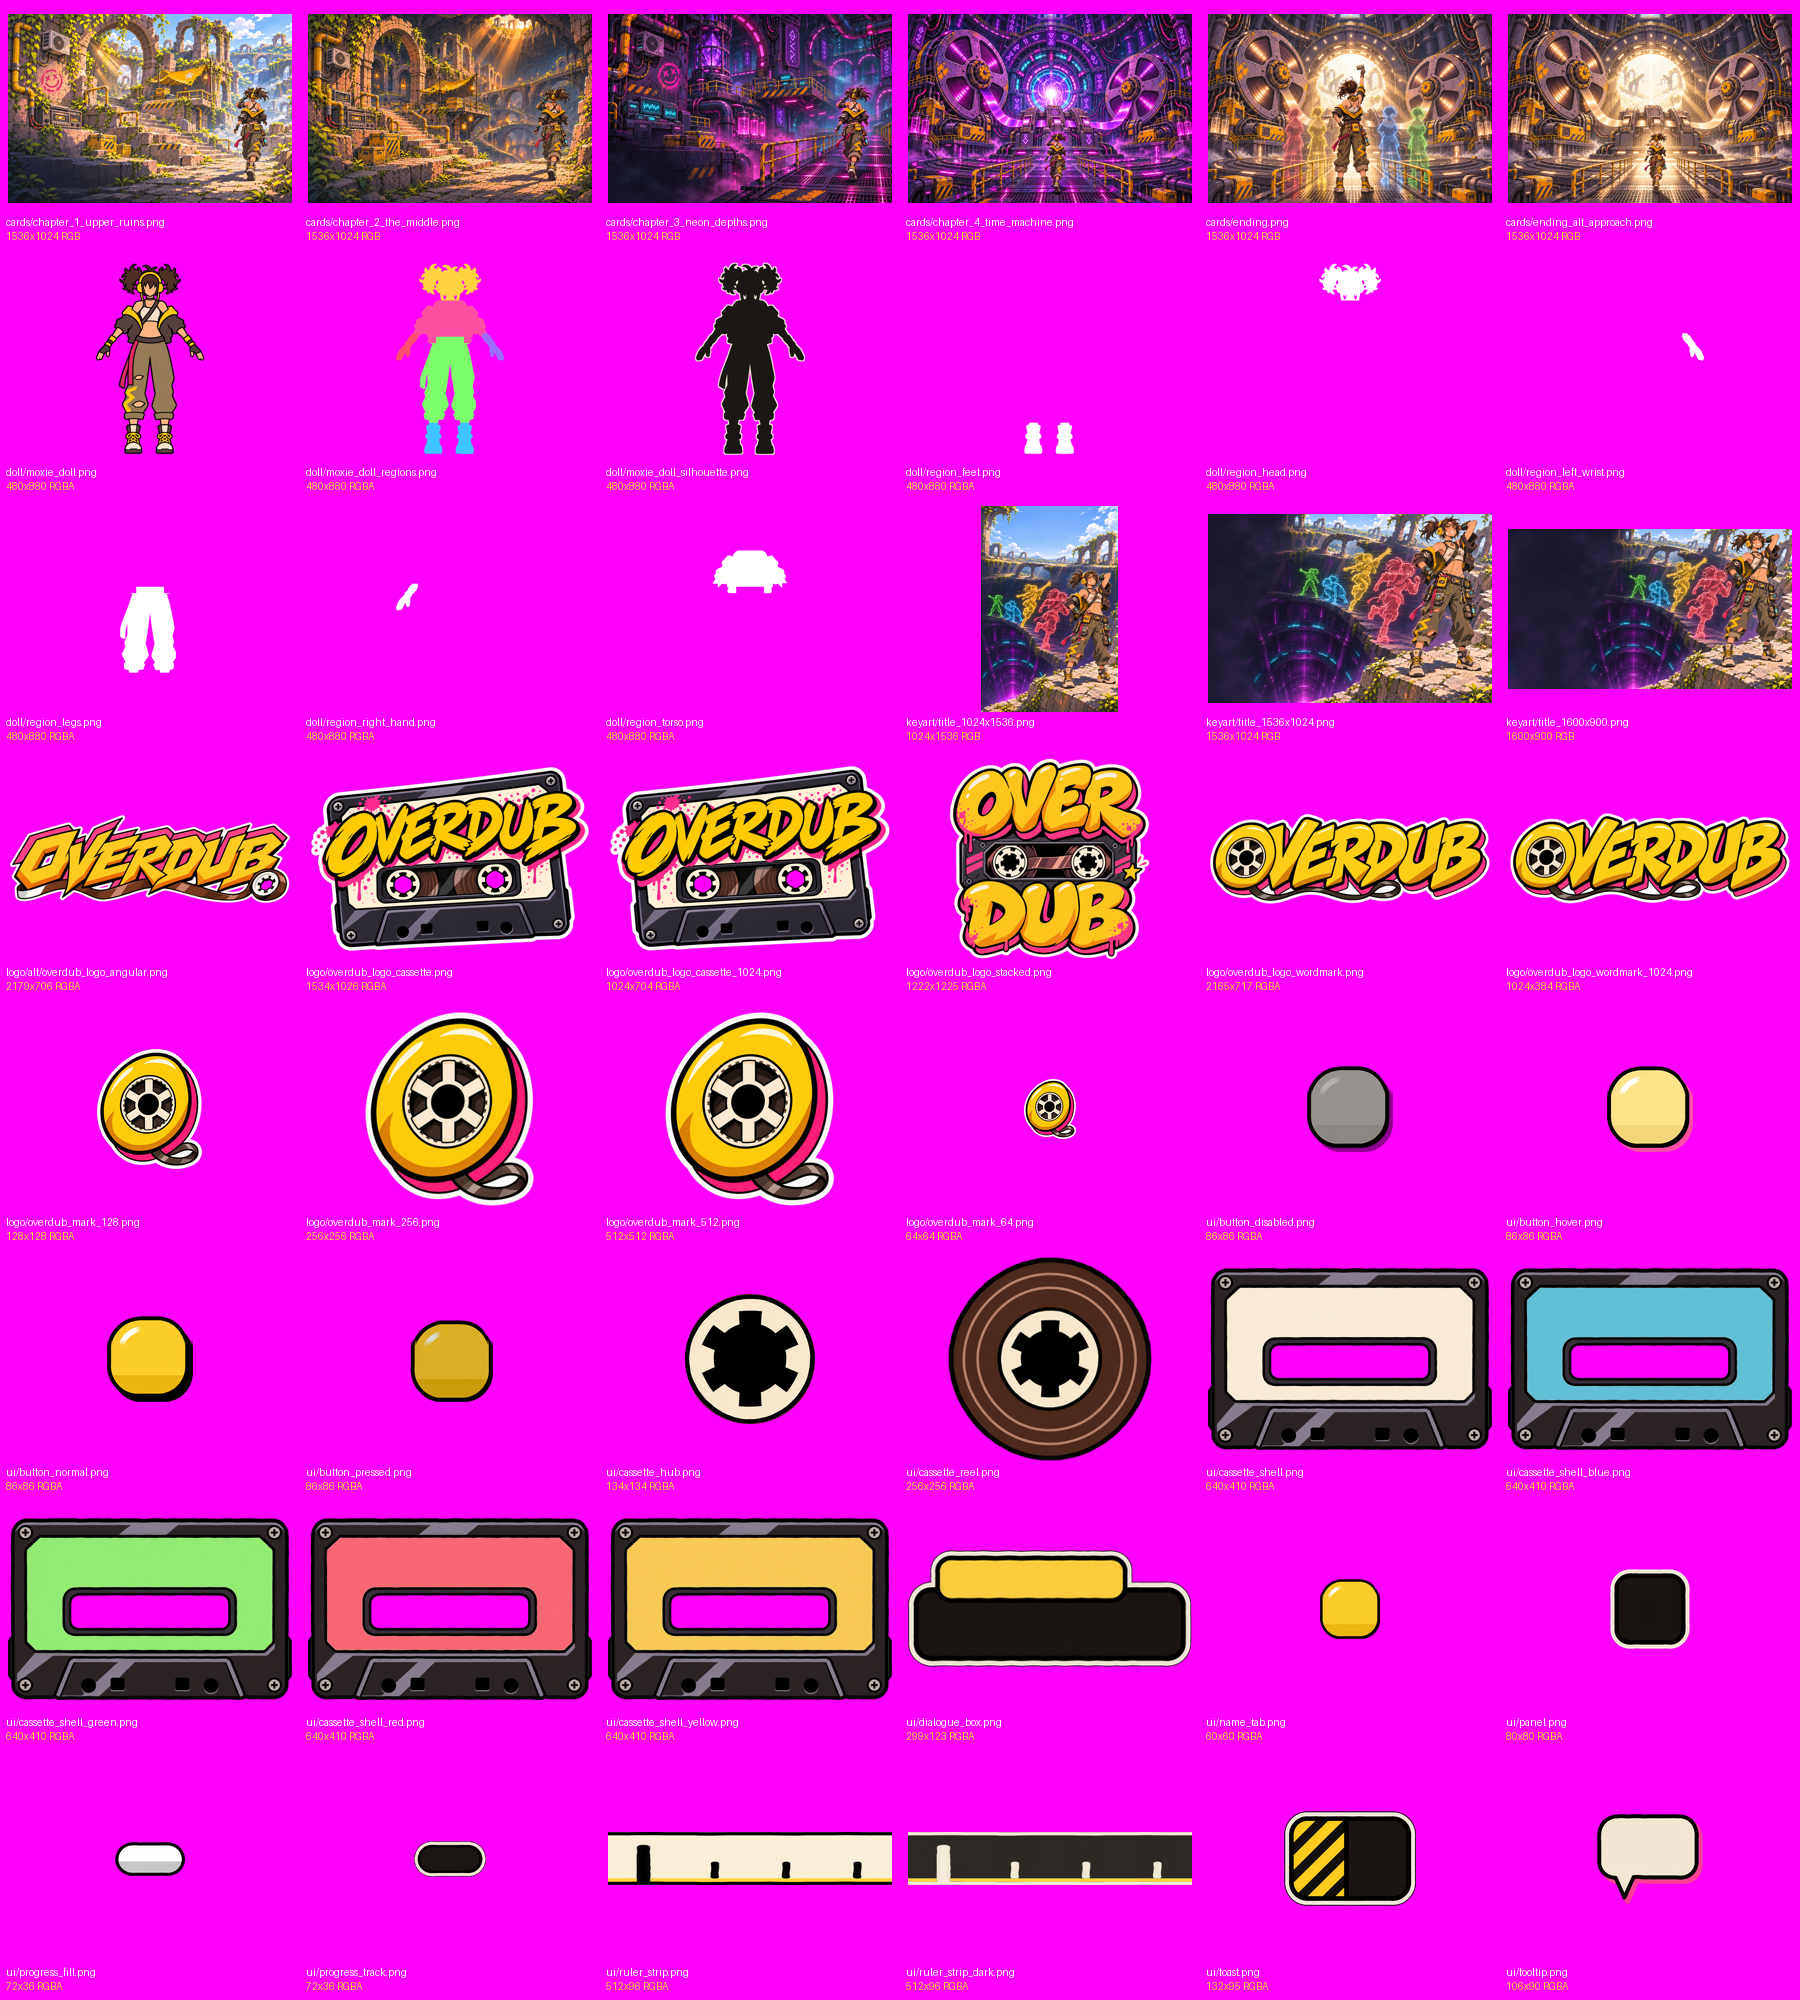 cards/chapter_1_upper_ruins.png
1536x1024 RGB
cards/chapter_2_the_middle.png
1536x1024 RGB
cards/chapter_3_neon_depths.png
1536x1024 RGB
cards/chapter_4_time_machine.png
1536x1024 RGB
cards/ending.png
1536x1024 RGB
cards/ending_alt_approach.png
1536x1024 RGB
doll/moxie_doll.png
480x880 RGBA
doll/moxie_doll_regions.png
480x880 RGBA
doll/moxie_doll_silhouette.png
480x880 RGBA
doll/region_feet.png
480x880 RGBA
doll/region_head.png
480x880 RGBA
doll/region_left_wrist.png
480x880 RGBA
doll/region_legs.png
480x880 RGBA
doll/region_right_hand.png
480x880 RGBA
doll/region_torso.png
480x880 RGBA
keyart/title_1024x1536.png
1024x1536 RGB
keyart/title_1536x1024.png
1536x1024 RGB
keyart/title_1600x900.png
1600x900 RGB
OVERDUB
logo/alt/overdub_logo_angular.png
2179x706 RGBA
OVERDUB
logo/overdub_logo_cassette.png
1534x1026 RGBA
OVERDUB
logo/overdub_logo_cassette_1024.png
1024x704 RGBA
OVER
DUB
logo/overdub_logo_stacked.png
1222x1225 RGBA
OVERDUB
logo/overdub_logo_wordmark.png
2165x717 RGBA
OVERDUB
logo/overdub_logo_wordmark_1024.png
1024x384 RGBA
logo/overdub_mark_128.png
128x128 RGBA
logo/overdub_mark_256.png
256x256 RGBA
logo/overdub_mark_512.png
512x512 RGBA
logo/overdub_mark_64.png
64x64 RGBA
ui/button_disabled.png
86x86 RGBA
ui/button_hover.png
86x86 RGBA
ui/button_normal.png
86x86 RGBA
ui/button_pressed.png
86x86 RGBA
ui/cassette_hub.png
134x134 RGBA
ui/cassette_reel.png
256x256 RGBA
ui/cassette_shell.png
640x410 RGBA
ui/cassette_shell_blue.png
640x410 RGBA
ui/cassette_shell_green.png
640x410 RGBA
ui/cassette_shell_red.png
640x410 RGBA
ui/cassette_shell_yellow.png
640x410 RGBA
ui/dialogue_box.png
299x123 RGBA
ui/name_tab.png
60x60 RGBA
ui/panel.png
80x80 RGBA
ui/progress_fill.png
72x36 RGBA
ui/progress_track.png
72x36 RGBA
ui/ruler_strip.png
512x96 RGBA
ui/ruler_strip_dark.png
512x96 RGBA
ui/toast.png
132x95 RGBA
ui/tooltip.png
106x90 RGBA